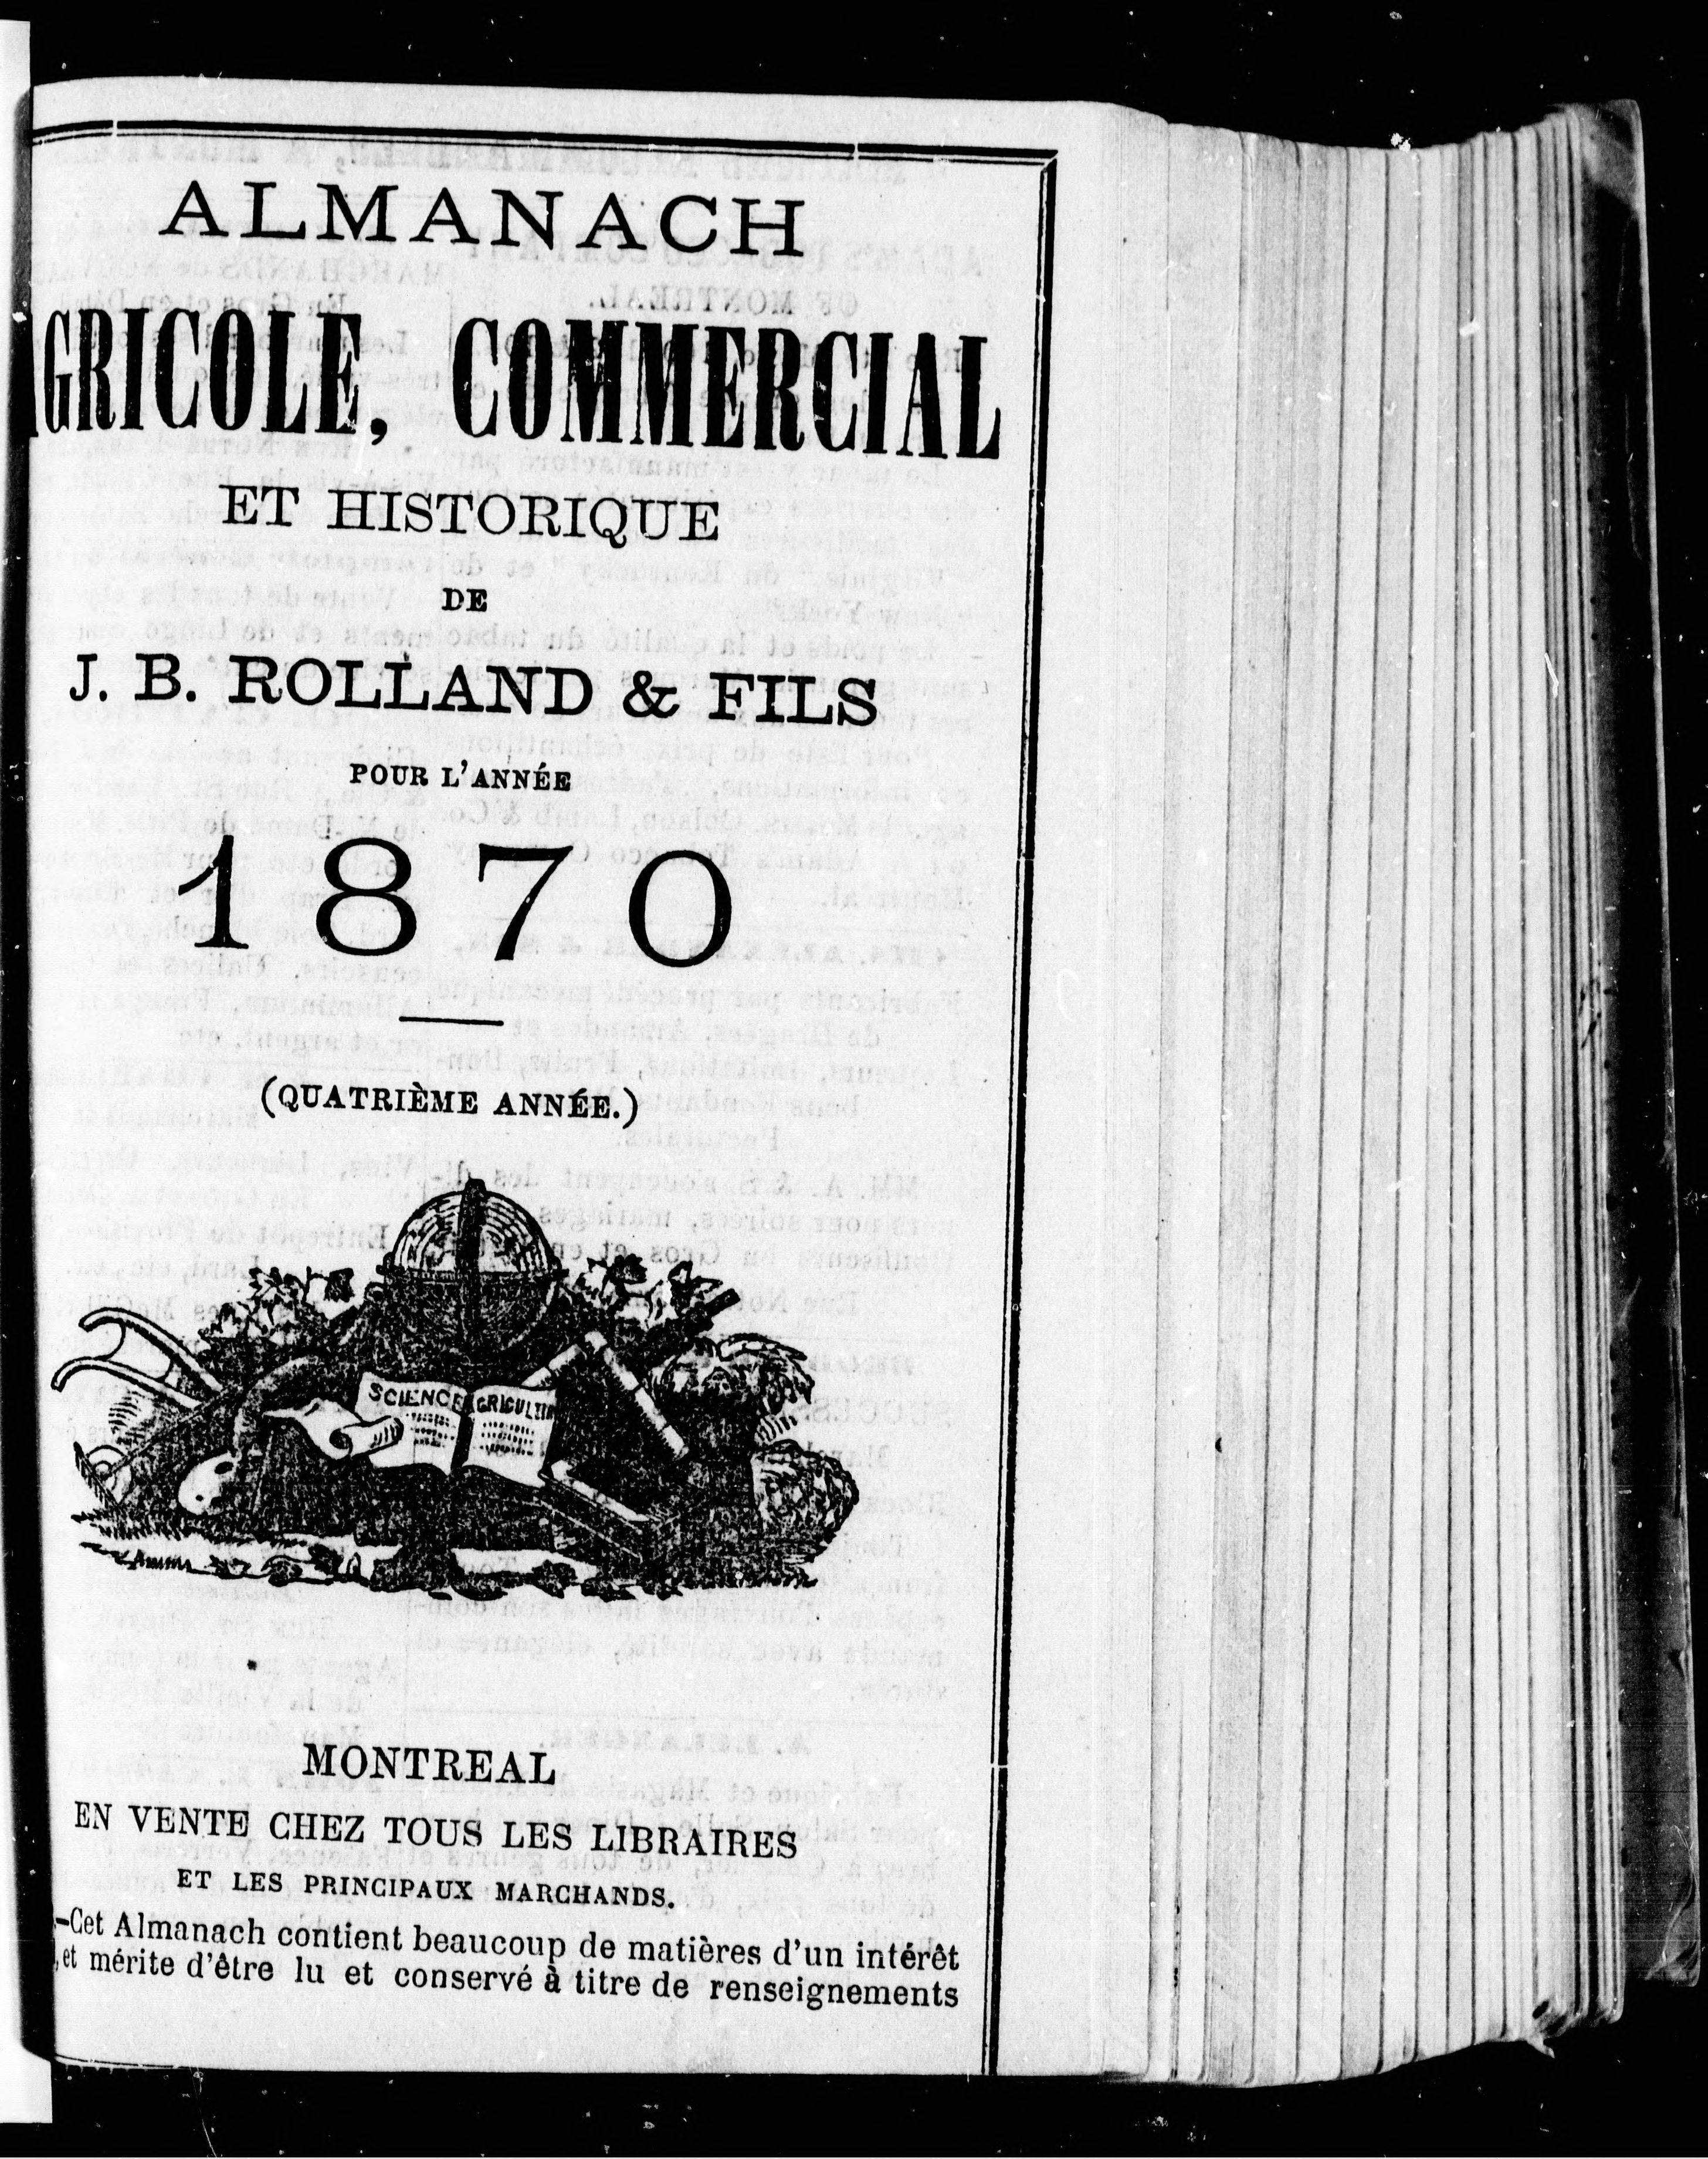 ALMANACH
AGRICOLE, COMMERCIAL
ET HISTORIQUE
DE
J. B. ROLLAND & FILS
POUR L'ANNÉE
1870
(QUATRIÈME ANNÉE.)
SCIENCE AGRICULTU
MONTREAL
EN VENTE CHEZ TOUS LES LIBRAIRES
ET LES PRINCIPAUX MARCHANDS.
.—Cet Almanach contient beaucoup de matières d'un intérêt
, et mérite d'être lu et conservé à titre de renseignements